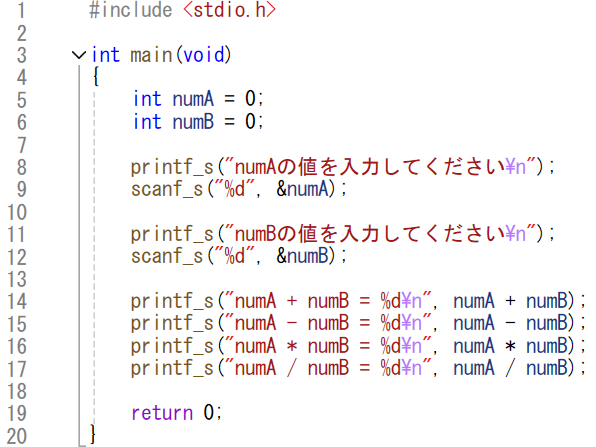 1 #include <stdio.h>
2
3 int main(void)
4 {
5     int numA = 0;
6     int numB = 0;
7
8     printf_s("numAの値を入力してください¥n");
9     scanf_s("%d", &numA);
10
11     printf_s("numBの値を入力してください¥n");
12     scanf_s("%d", &numB);
13
14     printf_s("numA + numB = %d¥n", numA + numB);
15     printf_s("numA - numB = %d¥n", numA - numB);
16     printf_s("numA * numB = %d¥n", numA * numB);
17     printf_s("numA / numB = %d¥n", numA / numB);
18
19     return 0;
20 }